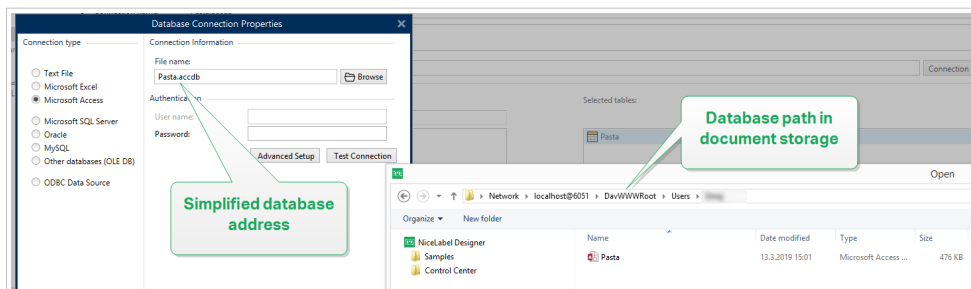 Database Connection Properties
Connection type
Connection Information
File name:
Text File
Pasta.accdb
Browse
Microsoft Excel
Microsoft Access
Authentication
User name:
Microsoft SQL Server
Oracle
Password:
MySQL
Other databases (OLE DB)
Advanced Setup
Test Connection
ODBC Data Source
Simplified database
address
Connection
Selected tables:
Pasta
Database path in
document storage
Open
Network
localhost@6051
DavWWWRoot
Users
Organize
New folder
Name
Date modified
Type
Size
NiceLabel Designer
Samples
Control Center
Pasta
13.3.2019 15:01
Microsoft Access ...
476 KB